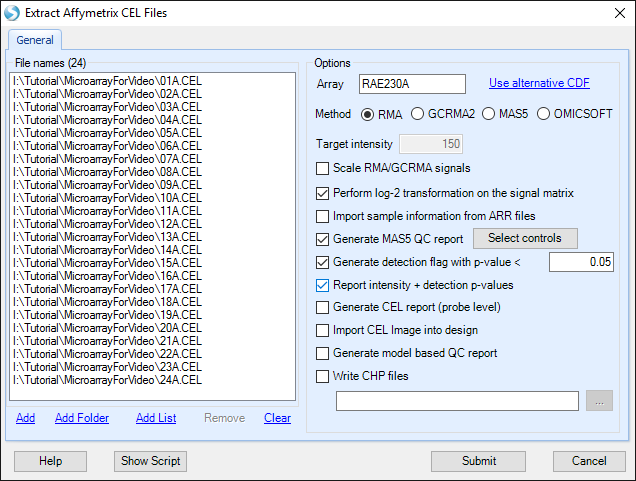 Extract Affymetrix CEL Files
General
File names (24)
I:\Tutorial\MicroarrayForVideo\01A.CEL
I:\Tutorial\MicroarrayForVideo\02A.CEL
I:\Tutorial\MicroarrayForVideo\03A.CEL
I:\Tutorial\MicroarrayForVideo\04A.CEL
I:\Tutorial\MicroarrayForVideo\05A.CEL
I:\Tutorial\MicroarrayForVideo\06A.CEL
I:\Tutorial\MicroarrayForVideo\07A.CEL
I:\Tutorial\MicroarrayForVideo\08A.CEL
I:\Tutorial\MicroarrayForVideo\09A.CEL
I:\Tutorial\MicroarrayForVideo\10A.CEL
I:\Tutorial\MicroarrayForVideo\11A.CEL
I:\Tutorial\MicroarrayForVideo\12A.CEL
I:\Tutorial\MicroarrayForVideo\13A.CEL
I:\Tutorial\MicroarrayForVideo\14A.CEL
I:\Tutorial\MicroarrayForVideo\15A.CEL
I:\Tutorial\MicroarrayForVideo\16A.CEL
I:\Tutorial\MicroarrayForVideo\17A.CEL
I:\Tutorial\MicroarrayForVideo\18A.CEL
I:\Tutorial\MicroarrayForVideo\19A.CEL
I:\Tutorial\MicroarrayForVideo\20A.CEL
I:\Tutorial\MicroarrayForVideo\21A.CEL
I:\Tutorial\MicroarrayForVideo\22A.CEL
I:\Tutorial\MicroarrayForVideo\23A.CEL
I:\Tutorial\MicroarrayForVideo\24A.CEL
Add Add Folder Add List Remove Clear
Options
Array RAE230A Use alternative CDF
Method RMA GCRMA2 MAS5 OMICSOFT
Target intensity 150
Scale RMA/GCRMA signals
Perform log-2 transformation on the signal matrix
Import sample information from ARR files
Generate MAS5 QC report Select controls
Generate detection flag with p-value < 0.05
Report intensity + detection p-values
Generate CEL report (probe level)
Import CEL Image into design
Generate model based QC report
Write CHP files
...
Help Show Script Submit Cancel